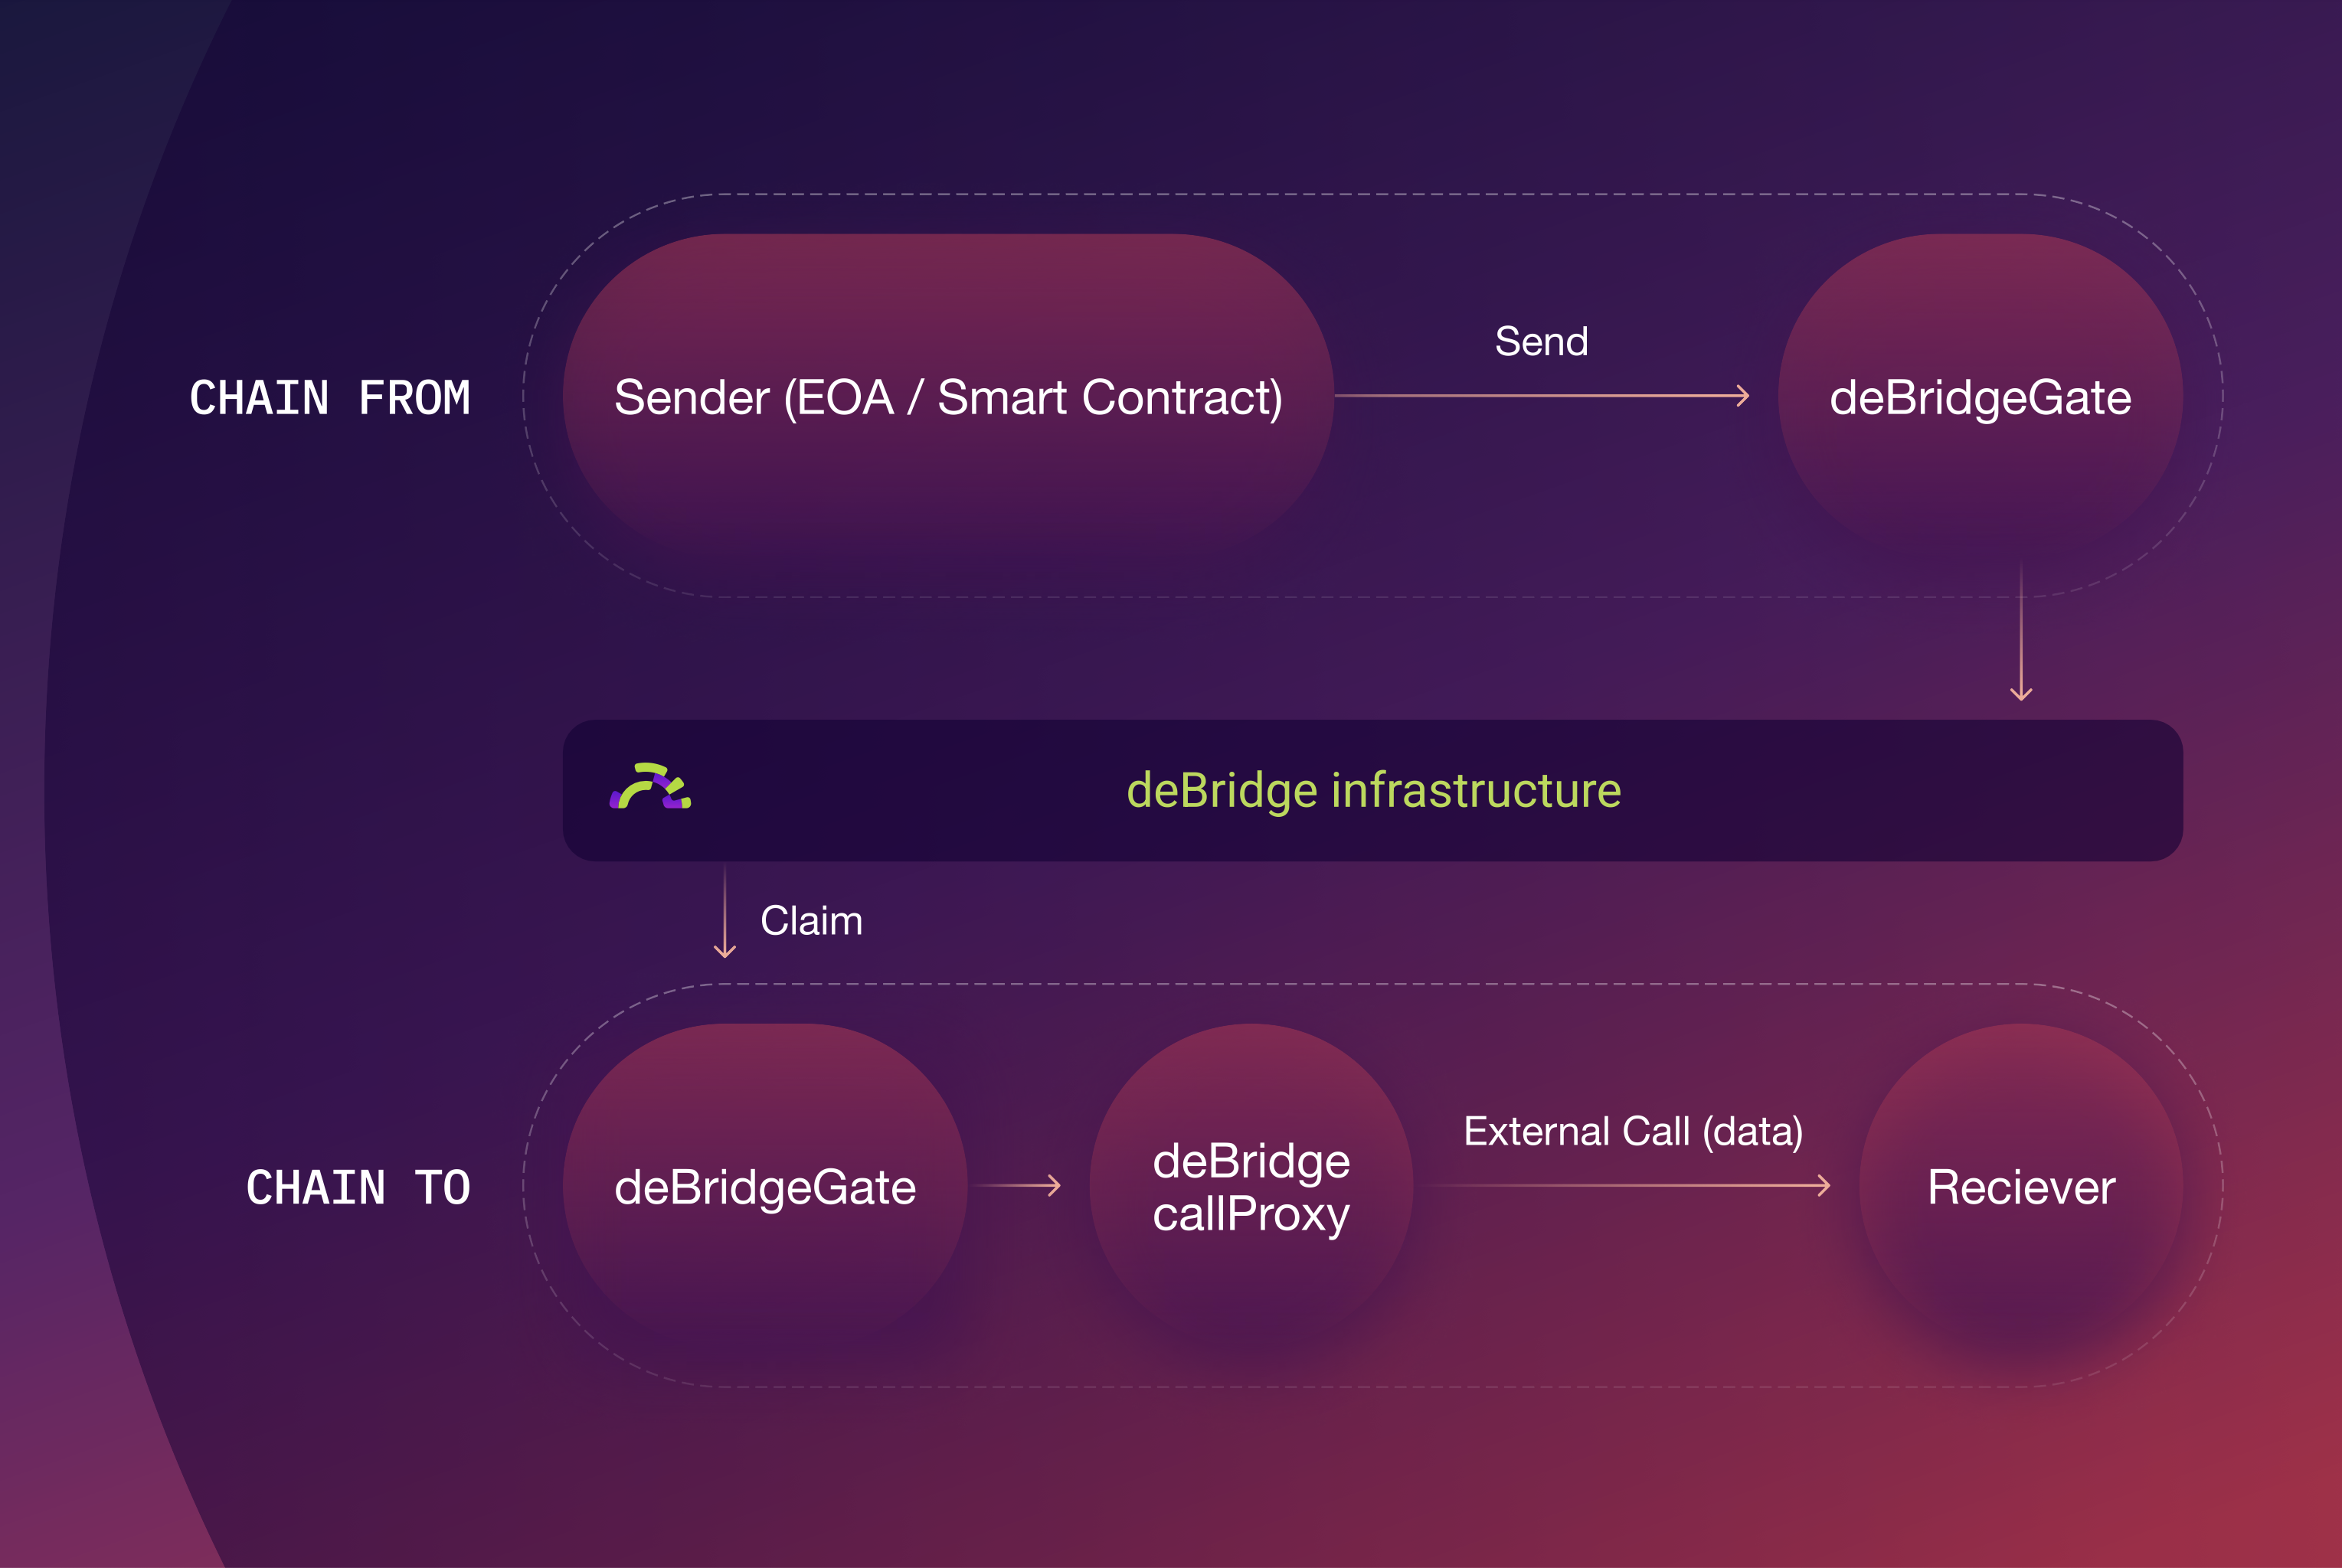 CHAIN FROM
Sender (EOA / Smart Contract)
Send
deBridgeGate
deBridge infrastructure
Claim
CHAIN TO
deBridgeGate
deBridge
callProxy
External Call (data)
Reciever